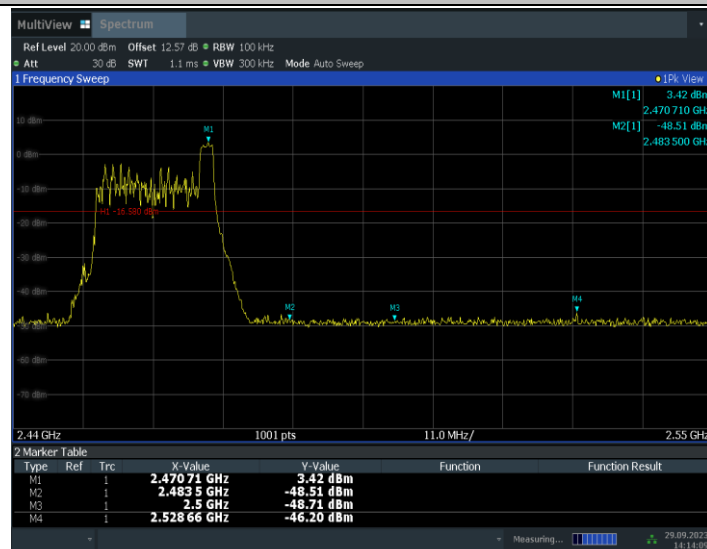 MultiView Spectrum
Ref Level 20.00 dBm Offset 12.57 dB RBW 100 kHz
Att 30 dB SWT 1.1 ms VBW 300 kHz Mode Auto Sweep
1 Frequency Sweep 1Pk View
M1[1] 3.42 dBm
2.470 710 GHz
M2[1] -48.51 dBm
2.483 500 GHz
10 dBm
M1
0 dBm
-10 dBm
H1 -16.580 dBm
-20 dBm
-30 dBm
-40 dBm
M2 M3 M4
-60 dBm
-70 dBm
2.44 GHz 1001 pts 11.0 MHz/ 2.55 GHz
2 Marker Table
Type Ref Trc X-Value Y-Value Function Function Result
M1 1 2.470 71 GHz 3.42 dBm
M2 1 2.483 5 GHz -48.51 dBm
M3 1 2.5 GHz -48.71 dBm
M4 1 2.528 66 GHz -46.20 dBm
Measuring... 29.09.2023
14:14:09